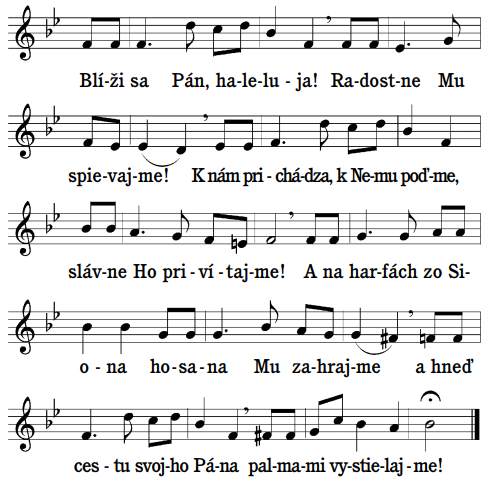 Blí-ži sa Pán, ha-le-lu-ja! Ra-dost-ne Mu
spie-vaj-me! K nám pri-chá-dza, k Ne-mu poď-me,
sláv-ne Ho pri-ví-taj-me! A na har-fách zo Si-
o-na ho-sa-na Mu za-hraj-me a hneď
ces-tu svoj-ho Pá-na pal-ma-mi vy-stie-laj-me!